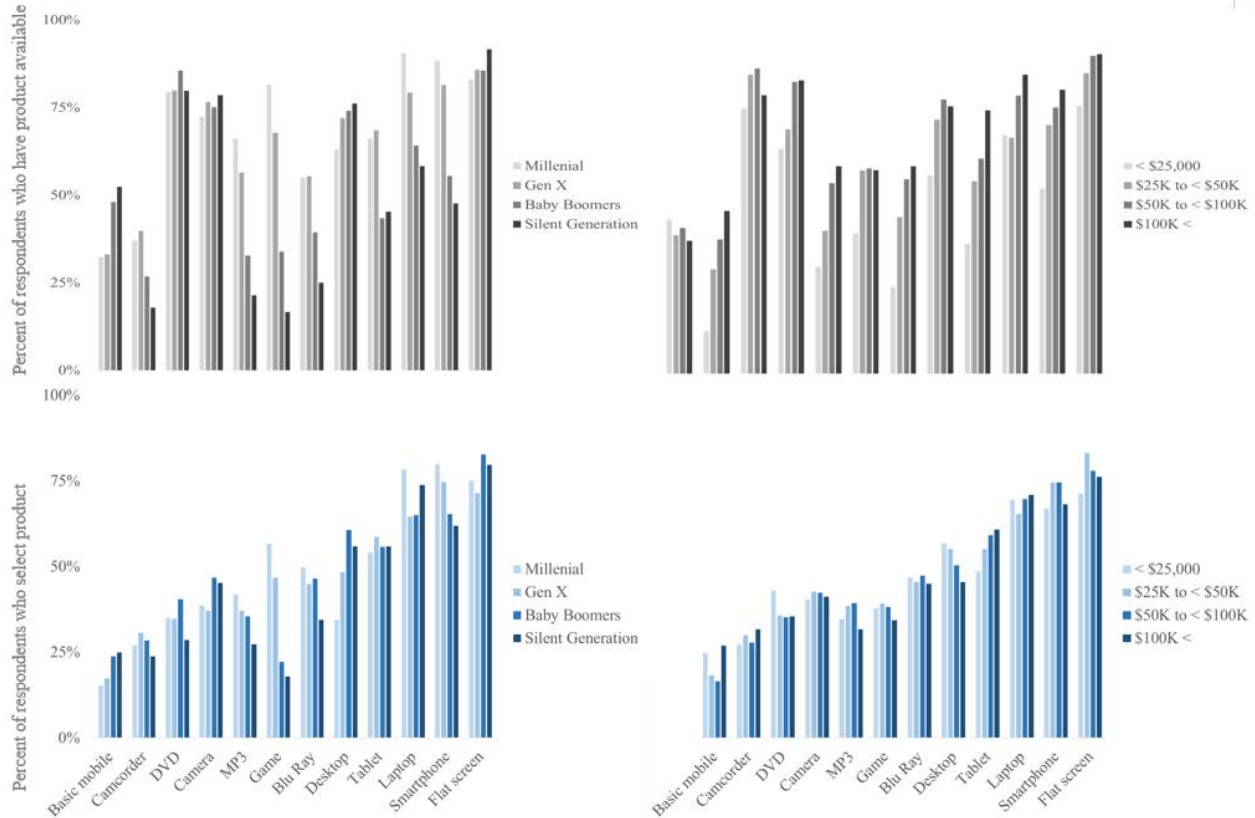 Percent of respondents who have product available
100%
75%
50%
25%
0%
Millenial
Gen X
Baby Boomers
Silent Generation
< $25,000
$25K to < $50K
$50K to < $100K
$100K <
Percent of respondents who select product
100%
75%
50%
25%
0%
Millenial
Gen X
Baby Boomers
Silent Generation
Basic mobile
Camcorder
DVD
Camera
MP3
Game
Blu Ray
Desktop
Tablet
Laptop
Smartphone
Flat screen
< $25,000
$25K to < $50K
$50K to < $100K
$100K <
Basic mobile
Camcorder
DVD
Camera
MP3
Game
Blu Ray
Desktop
Tablet
Laptop
Smartphone
Flat screen